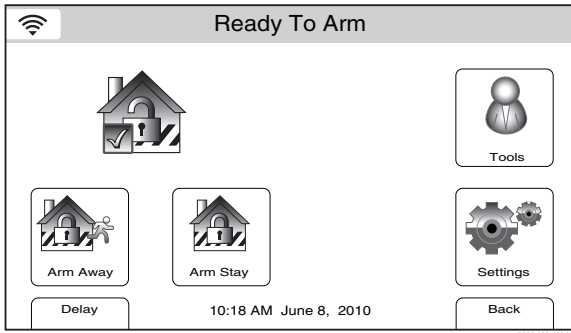 Ready To Arm
Tools
Arm Away
Arm Stay
Settings
Delay
10:18 AM June 8, 2010
Back